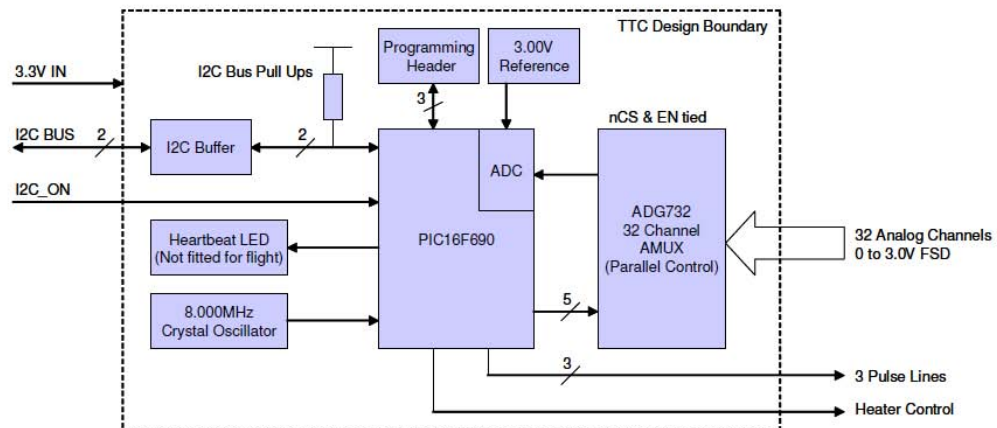 TTC Design Boundary
3.3V IN
I2C Bus Pull Ups
Programming
Header
3.00V
Reference
3
nCS & EN tied
I2C BUS
2
I2C Buffer
2
ADC
I2C_ON
PIC16F690
ADG732
32 Channel
AMUX
(Parallel Control)
32 Analog Channels
0 to 3.0V FSD
Heartbeat LED
(Not fitted for flight)
8.000MHz
Crystal Oscillator
5
3
3 Pulse Lines
Heater Control